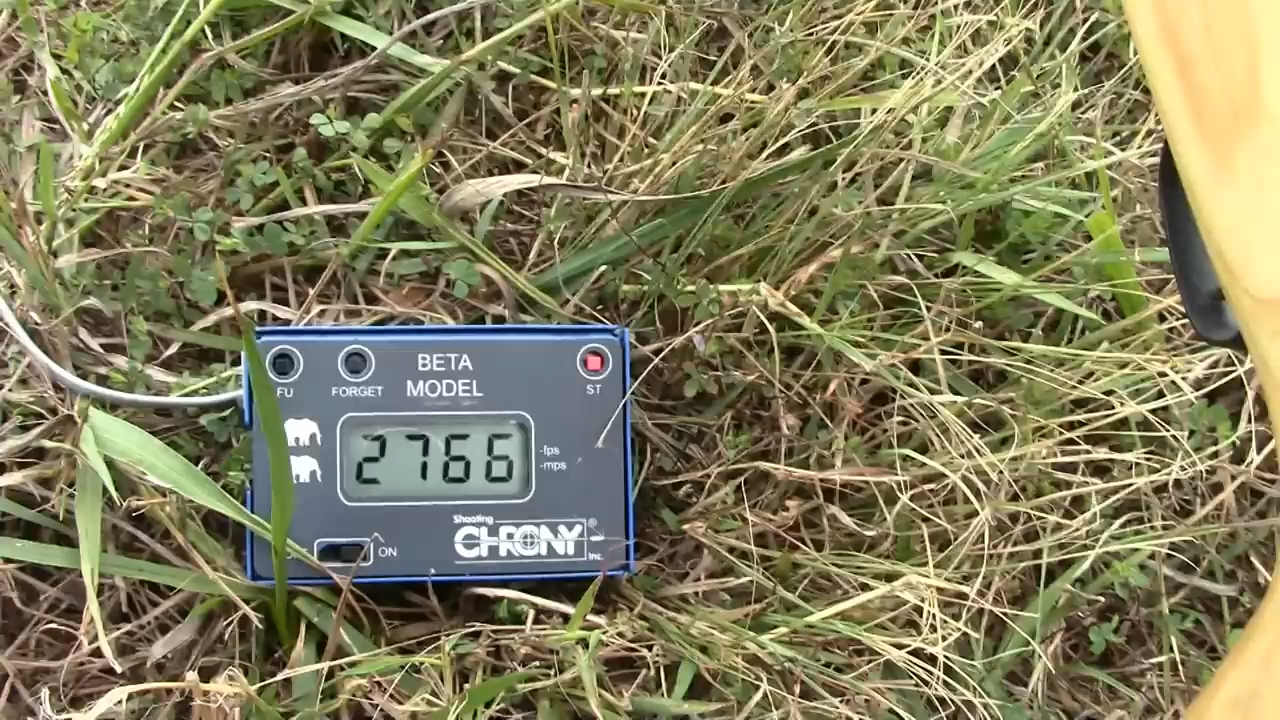 BETA
MODEL
FU
FORGET
ST
2766
-fps
-mps
ON
Shooting
CHRONY®
Inc.